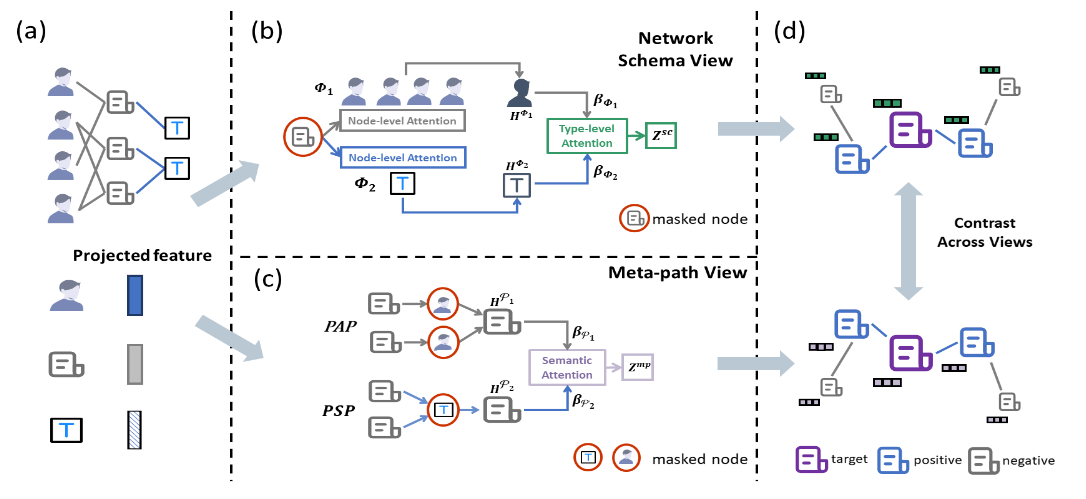 (a)
T
T
Projected feature
T
(b)
Network
Schema View
Φ₁
Node-level Attention
Node-level Attention
Φ₂
T
H^Φ₁
H^Φ₂
T
β_Φ₁
Type-level
Attention
Z^sc
β_Φ₂
masked node
(c)
Meta-path View
PAP
H^𝒫₁
β_𝒫₁
Semantic
Attention
Z^mp
PSP
T
H^𝒫₂
β_𝒫₂
T
masked node
(d)
Contrast
Across Views
target
positive
negative